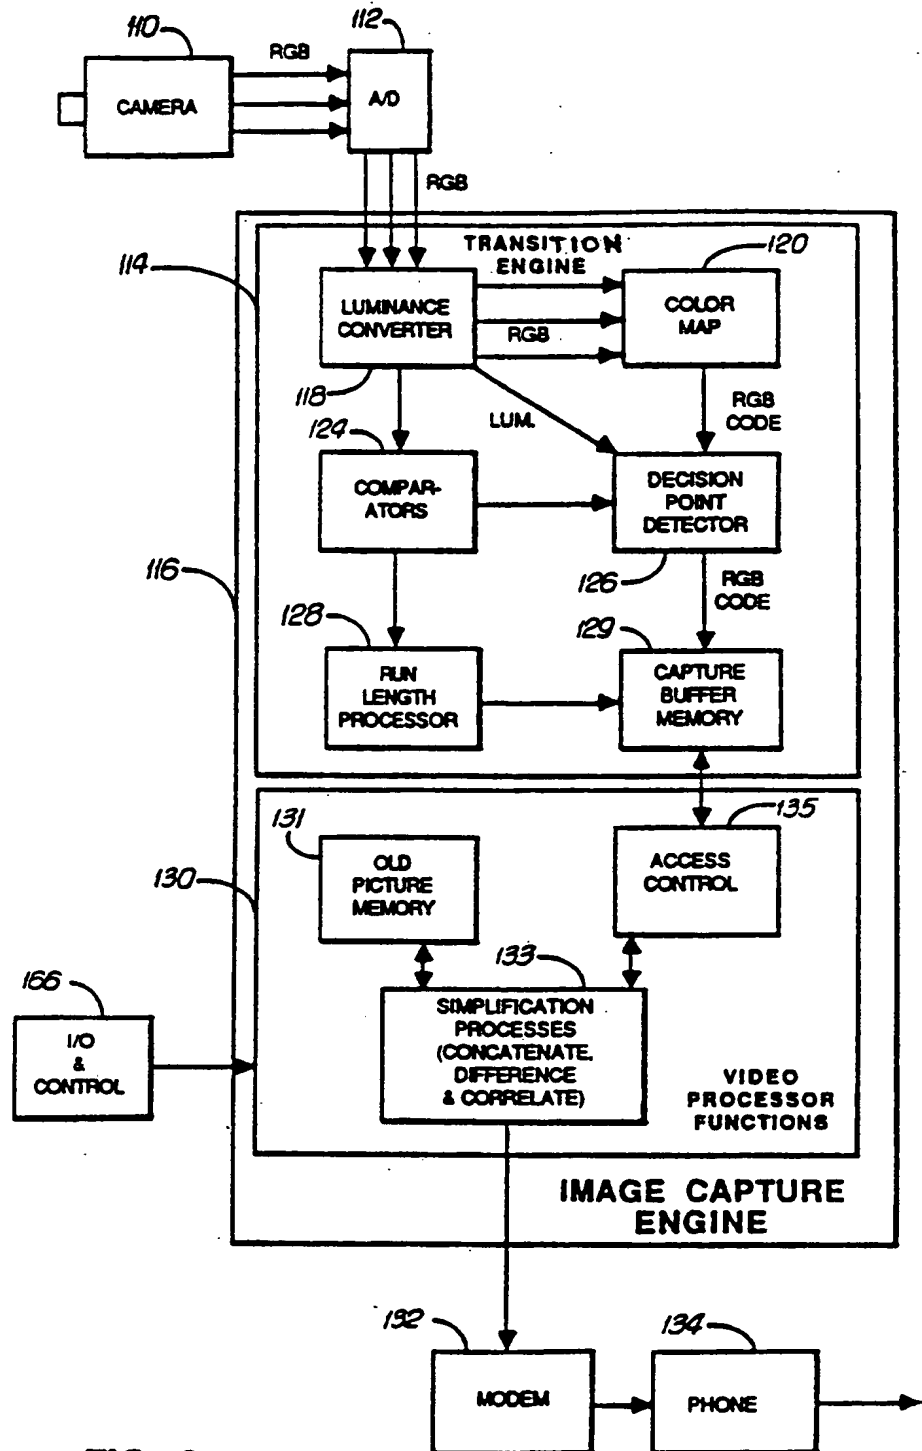 110
112
RGB
CAMERA
A/D
RGB
TRANSITION
ENGINE
120
114
LUMINANCE
CONVERTER
COLOR
MAP
RGB
118
RGB
CODE
124
LUM.
COMPAR-
ATORS
DECISION
POINT
DETECTOR
116
126
RGB
CODE
128
129
RUN
LENGTH
PROCESSOR
CAPTURE
BUFFER
MEMORY
131
135
OLD
PICTURE
MEMORY
ACCESS
CONTROL
130
133
166
SIMPLIFICATION
PROCESSES
(CONCATENATE,
DIFFERENCE
& CORRELATE)
I/O
&
CONTROL
VIDEO
PROCESSOR
FUNCTIONS
IMAGE CAPTURE
ENGINE
132
134
MODEM
PHONE